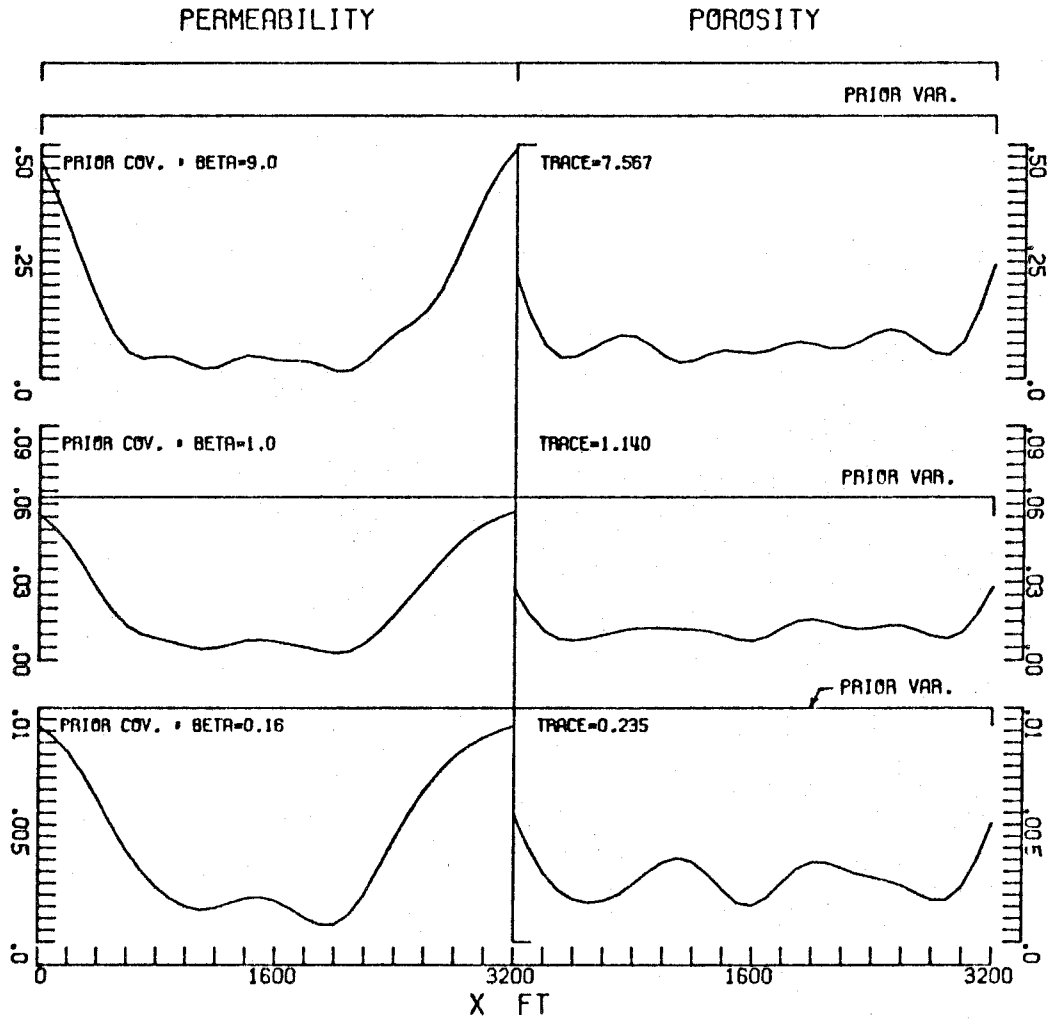 PERMEABILITY POROSITY
PRIOR VAR.
PRIOR COV. , BETA=9.0 TRACE=7.567
.50 .50
.25 .25
.0 .0
PRIOR COV. , BETA=1.0 TRACE=1.140
.09 .09
PRIOR VAR.
.06 .06
.03 .03
.00 .00
PRIOR VAR.
PRIOR COV. , BETA=0.16 TRACE=0.235
.01 .01
.005 .005
.0 .0
0 1600 3200 1600 3200
X FT